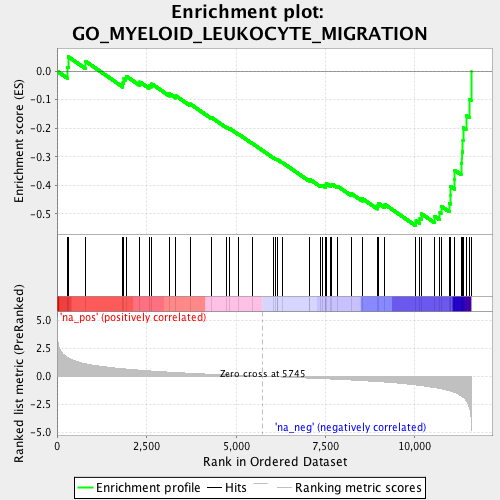 Enrichment plot:
GO_MYELOID_LEUKOCYTE_MIGRATION
Enrichment score (ES)
0.0
-0.1
-0.2
-0.3
-0.4
-0.5
'na_pos' (positively correlated)
Ranked list metric (PreRanked)
5.0
2.5
0.0
-2.5
-5.0
Zero cross at 5745
'na_neg' (negatively correlated)
0
2,500
5,000
7,500
10,000
Rank in Ordered Dataset
Enrichment profile
Hits
Ranking metric scores